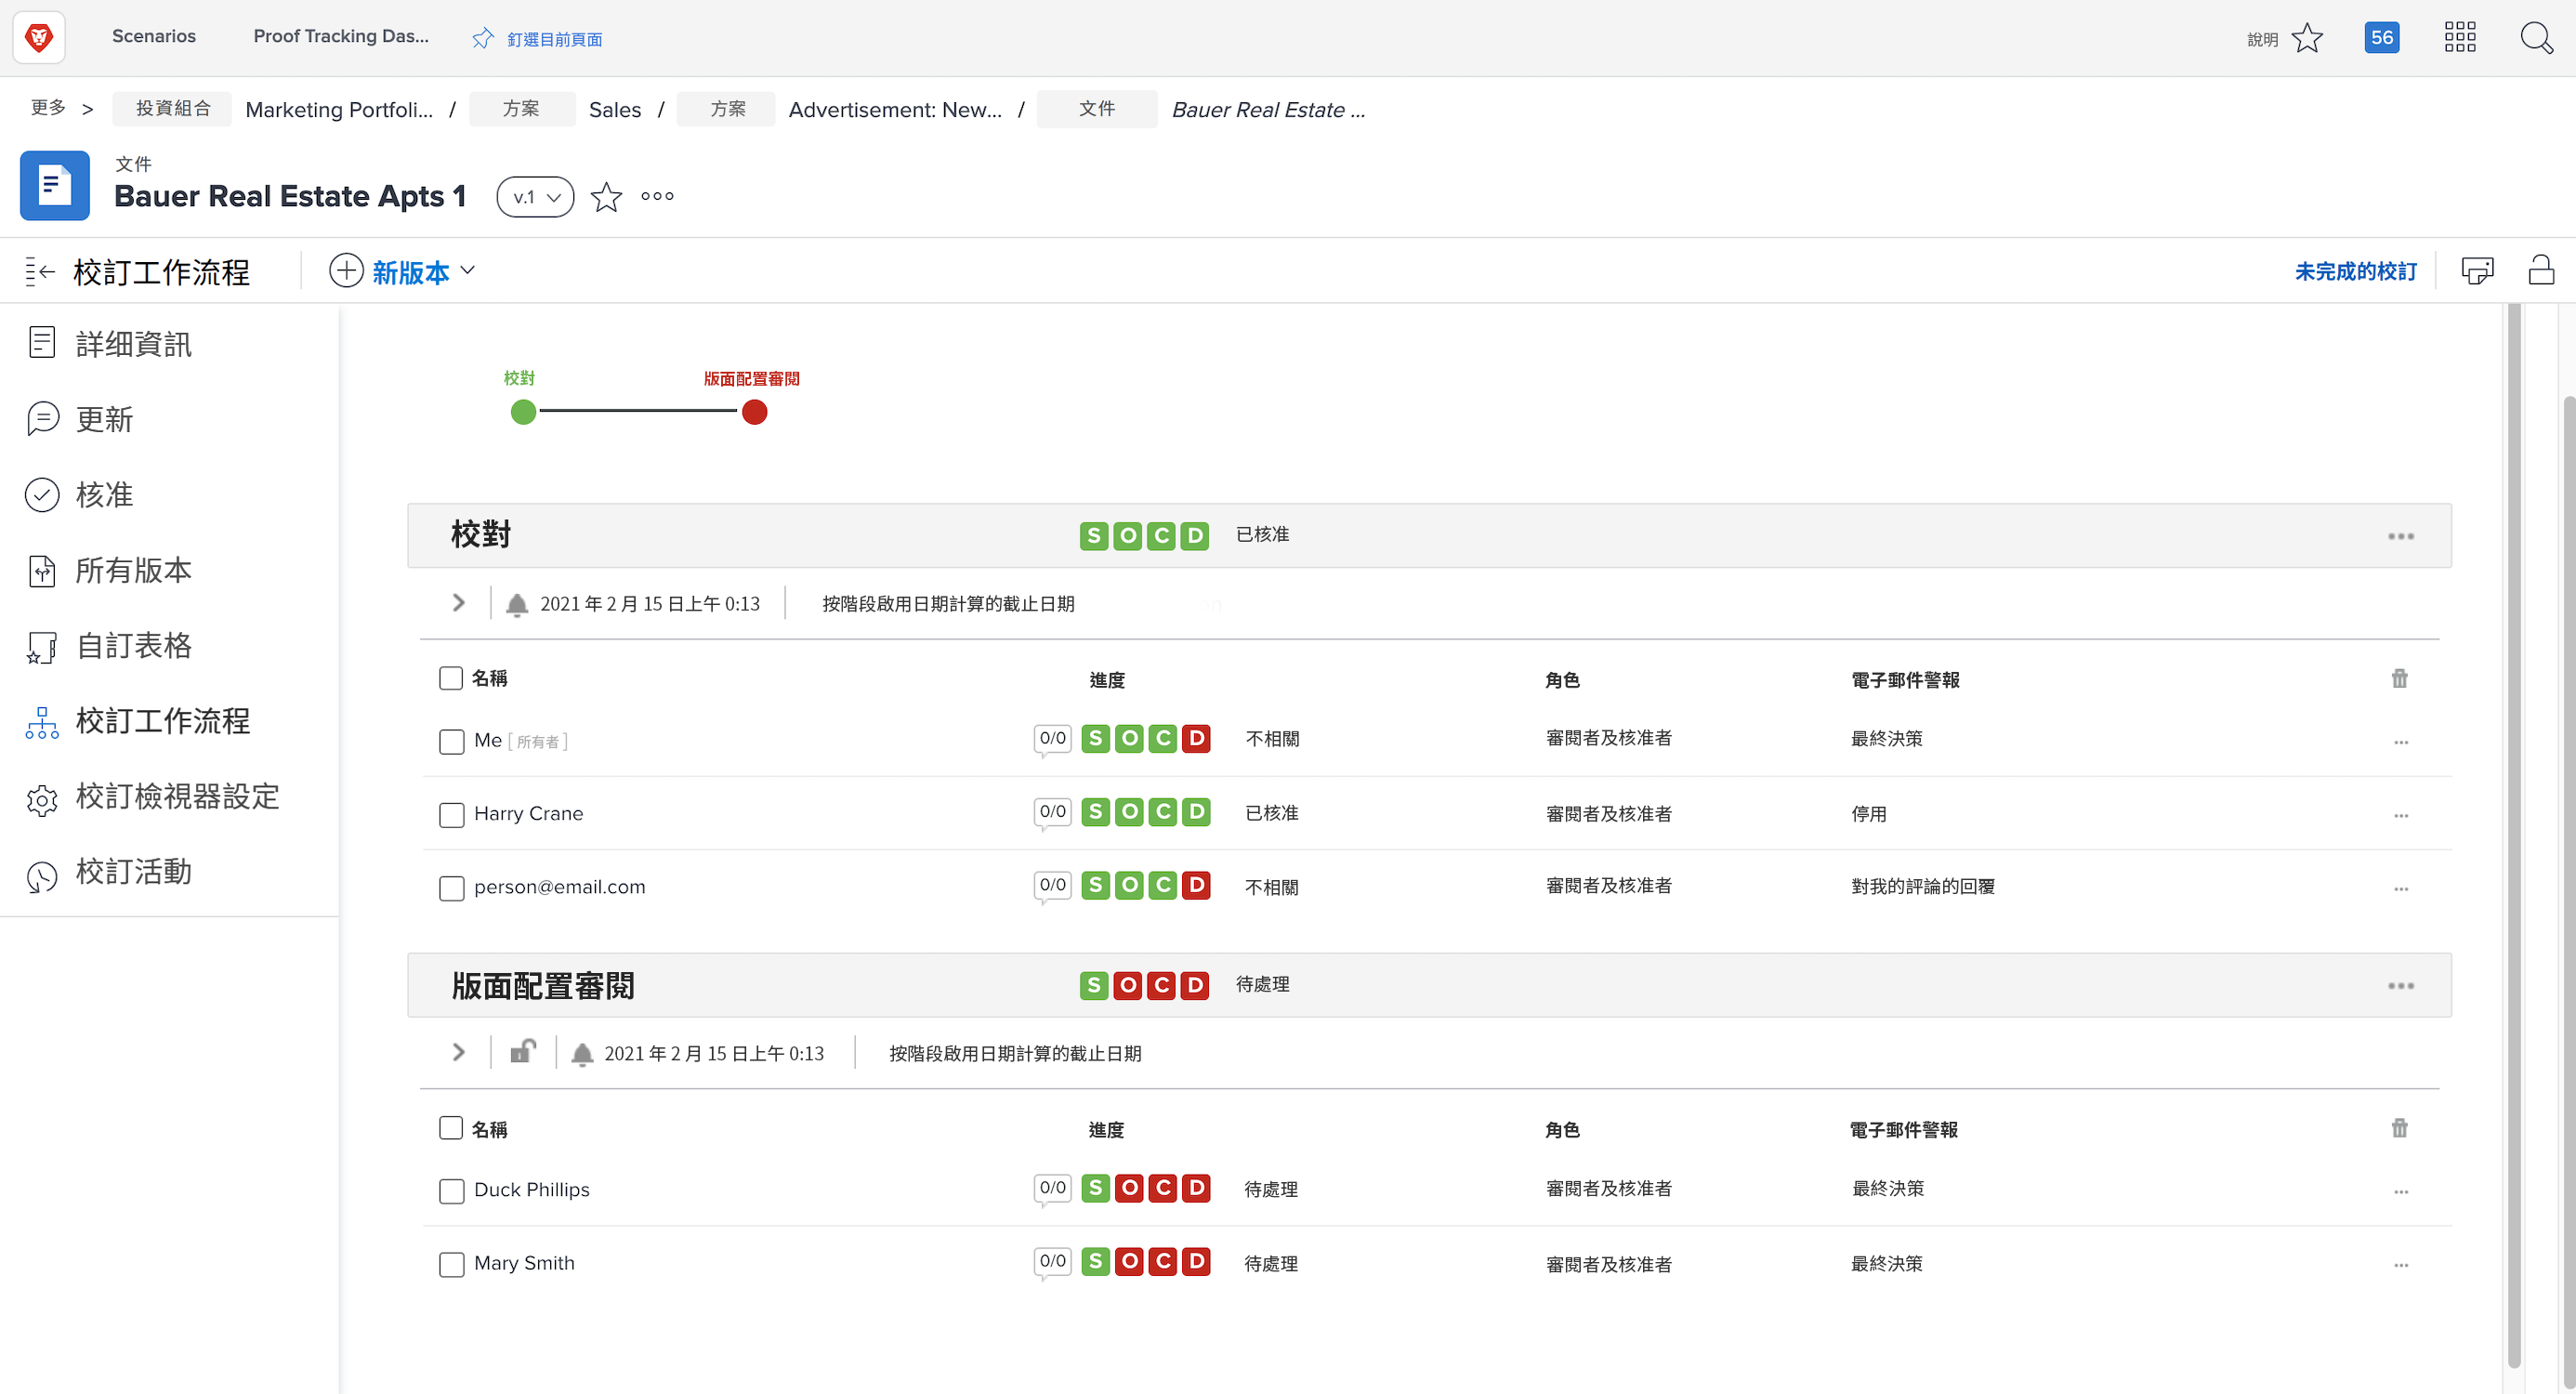 Scenarios
Proof Tracking Das...
釘選目前頁面
說明
56
更多 > 投資組合 Marketing Portfoli... / 方案 Sales / 方案 Advertisement: New... / 文件 Bauer Real Estate ...
文件
Bauer Real Estate Apts 1
v.1
校訂工作流程
新版本
未完成的校訂
詳細資訊
更新
核准
所有版本
自訂表格
校訂工作流程
校訂檢視器設定
校訂活動
校對
版面配置審閱
校對 S O C D 已核准
2021 年 2 月 15 日上午 0:13 按階段啟用日期計算的截止日期
名稱 進度 角色 電子郵件警報
Me [ 所有者 ] 0/0 S O C D 不相關 審閱者及核准者 最終決策
Harry Crane 0/0 S O C D 已核准 審閱者及核准者 停用
person@email.com 0/0 S O C D 不相關 審閱者及核准者 對我的評論的回覆
版面配置審閱 S O C D 待處理
2021 年 2 月 15 日上午 0:13 按階段啟用日期計算的截止日期
名稱 進度 角色 電子郵件警報
Duck Phillips 0/0 S O C D 待處理 審閱者及核准者 最終決策
Mary Smith 0/0 S O C D 待處理 審閱者及核准者 最終決策